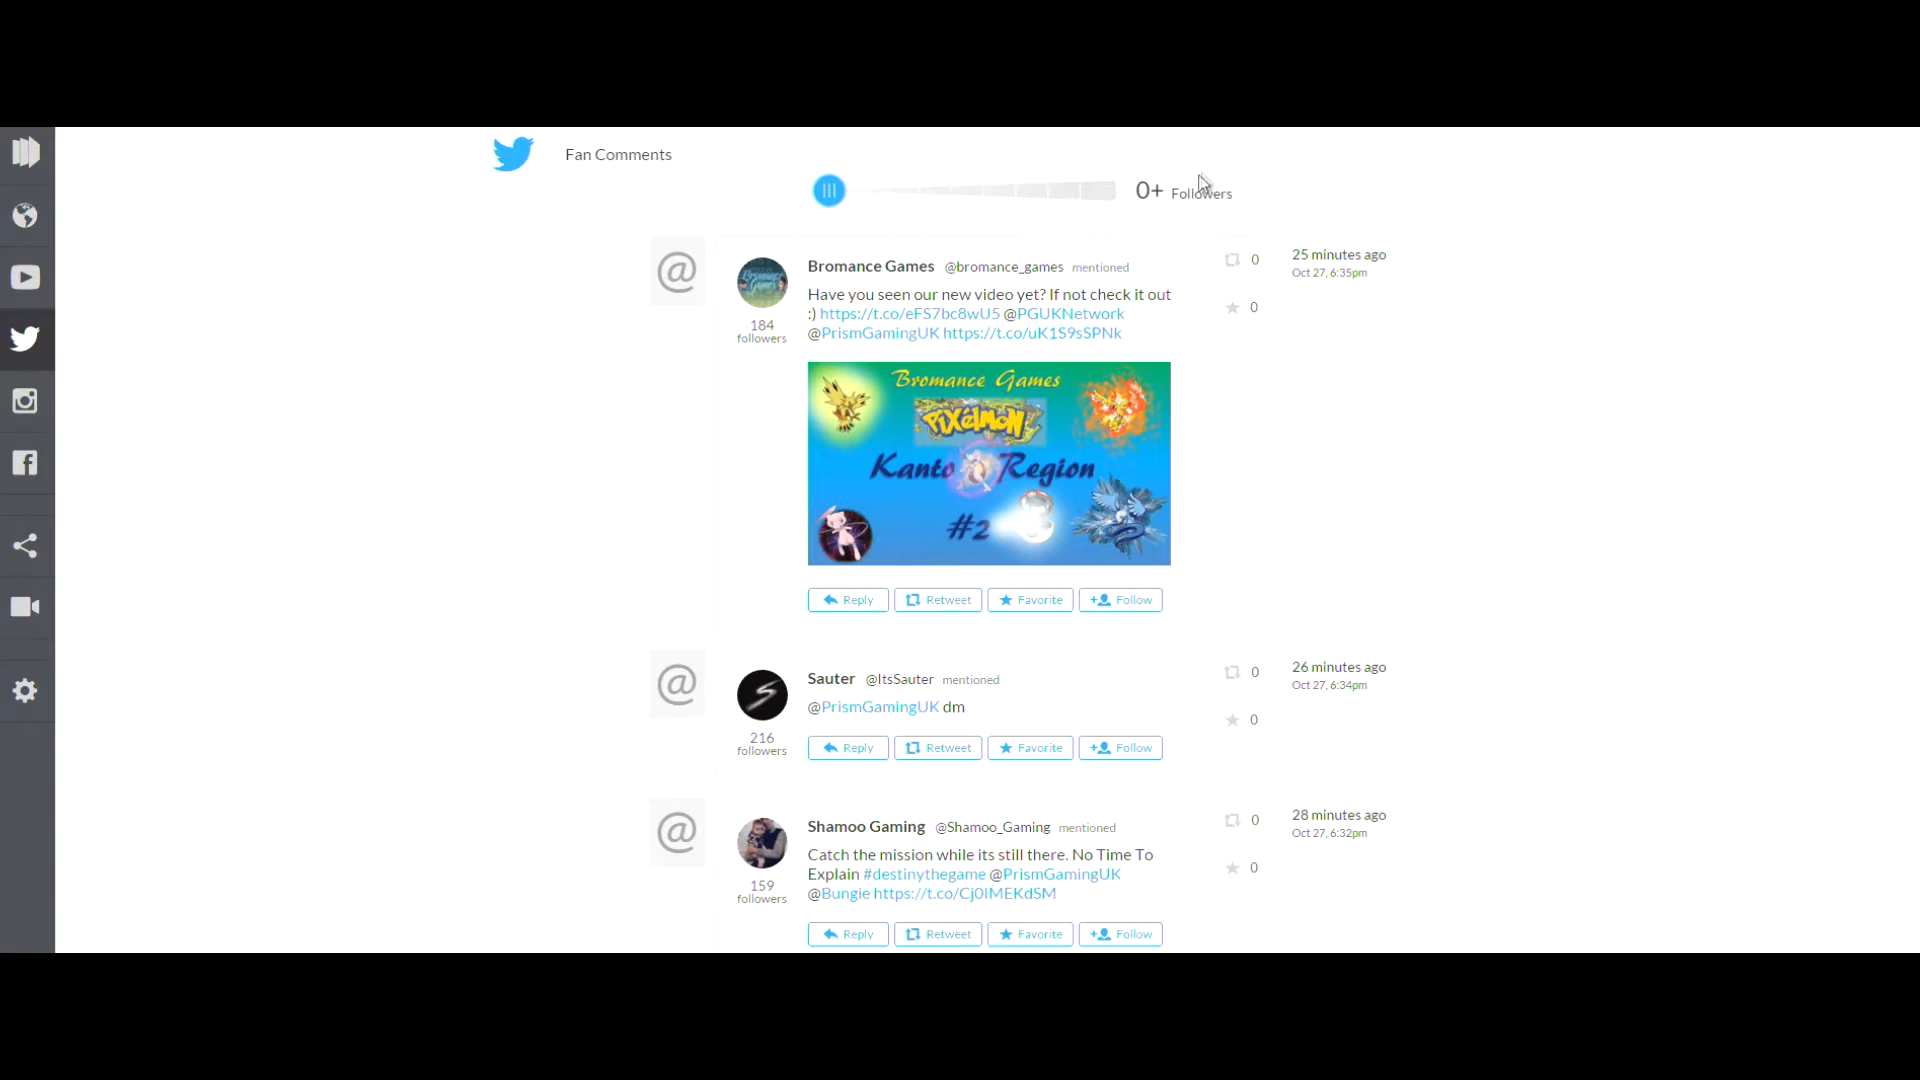 Fan Comments
0+ Followers
@
Bromance Games @bromance_games mentioned
0
25 minutes ago
Oct 27, 6:35pm
184
followers
Have you seen our new video yet? If not check it out
:) https://t.co/eFS7bc8wU5 @PGUKNetwork
@PrismGamingUK https://t.co/uK1S9sSPNk
0
Bromance Games
Pixelmon
Kanto Region
#2
Reply Retweet Favorite Follow
@
Sauter @ItsSauter mentioned
0
26 minutes ago
Oct 27, 6:34pm
216
followers
@PrismGamingUK dm
0
Reply Retweet Favorite Follow
@
Shamoo Gaming @Shamoo_Gaming mentioned
0
28 minutes ago
Oct 27, 6:32pm
159
followers
Catch the mission while its still there. No Time To
Explain #destinythegame @PrismGamingUK
@Bungie https://t.co/Cj0IMEKdSM
0
Reply Retweet Favorite Follow